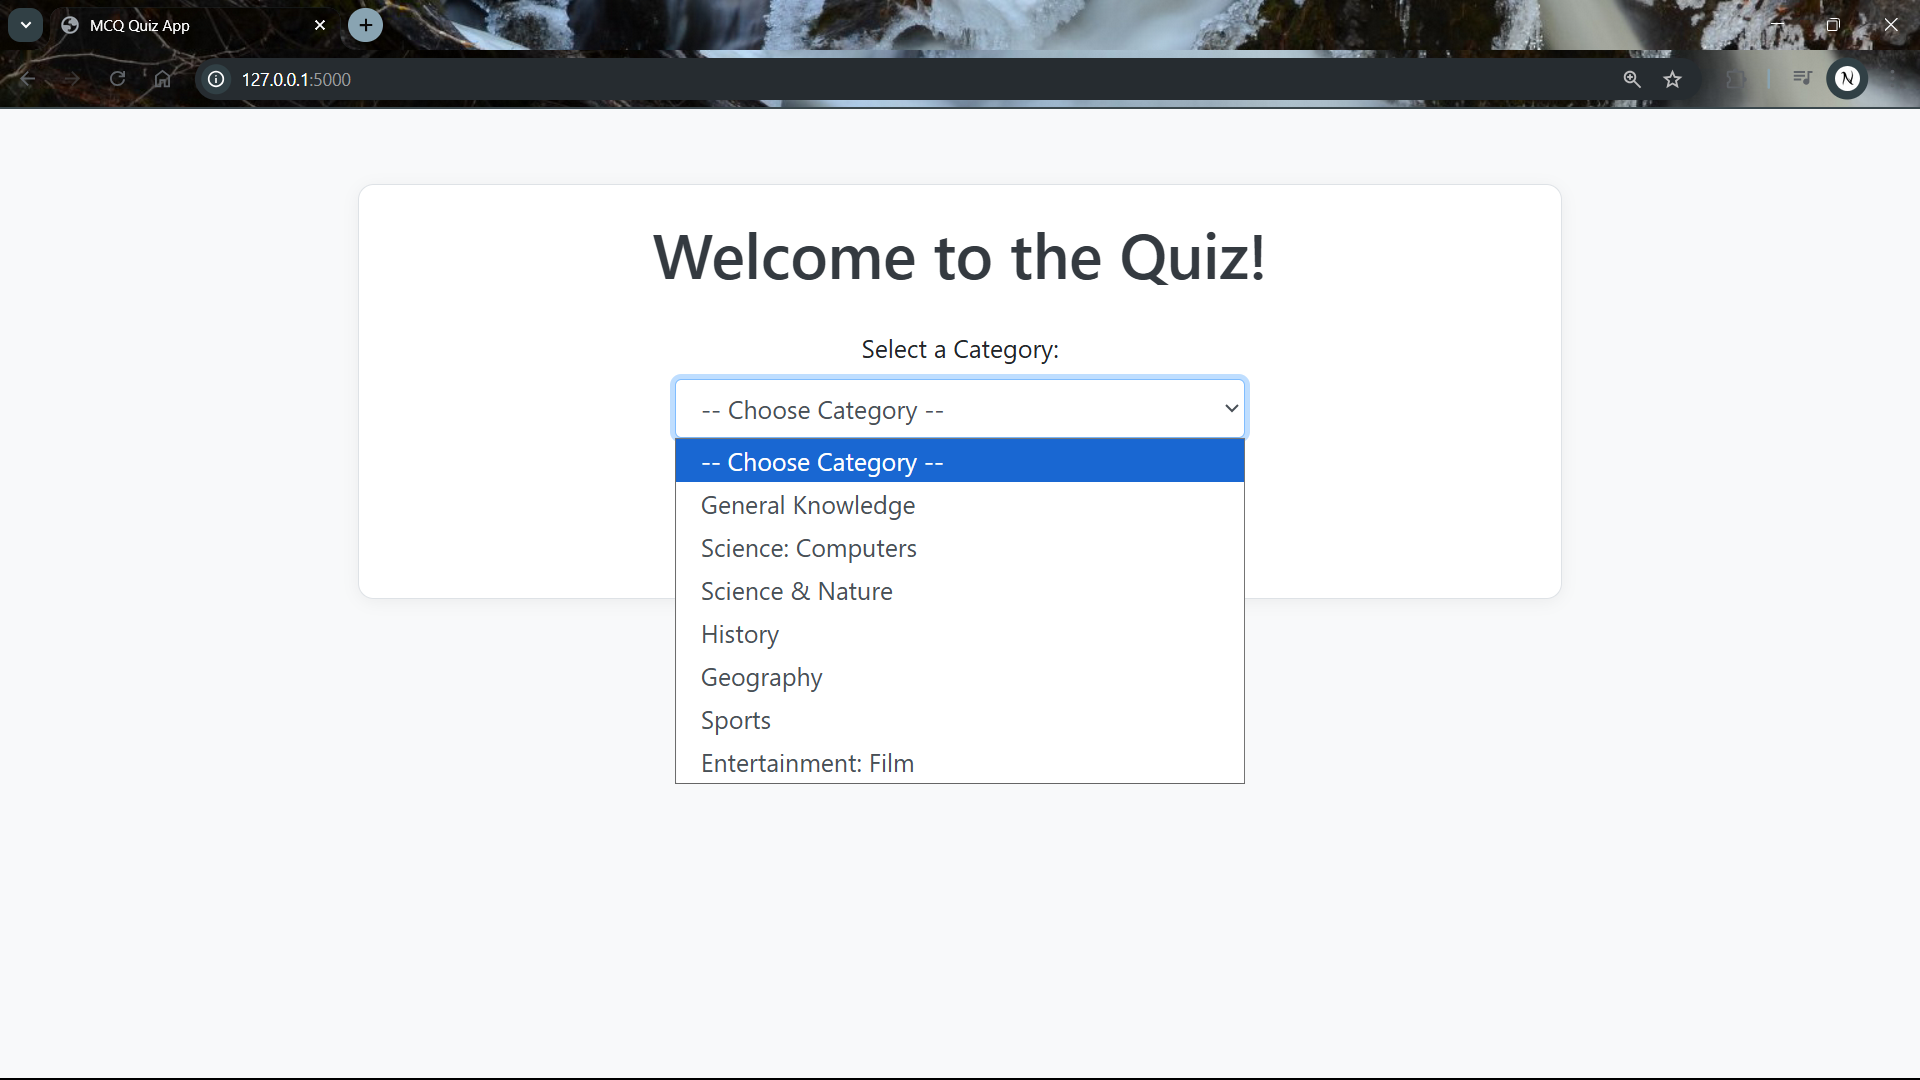 MCQ Quiz App
127.0.0.1:5000
N
Welcome to the Quiz!
Select a Category:
-- Choose Category --
-- Choose Category --
General Knowledge
Science: Computers
Science & Nature
History
Geography
Sports
Entertainment: Film